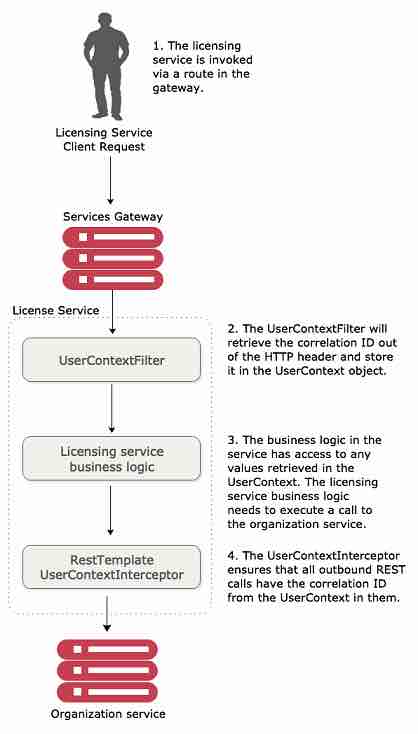 1. The licensing
service is invoked
via a route in the
gateway.
Licensing Service
Client Request
Services Gateway
License Service
UserContextFilter
2. The UserContextFilter will
retrieve the correlation ID out
of the HTTP header and store
it in the UserContext object.
Licensing service
business logic
3. The business logic in the
service has access to any
values retrieved in the
UserContext. The licensing
service business logic
needs to execute a call to
the organization service.
RestTemplate
UserContextInterceptor
4. The UserContextInterceptor
ensures that all outbound REST
calls have the correlation ID
from the UserContext in them.
Organization service